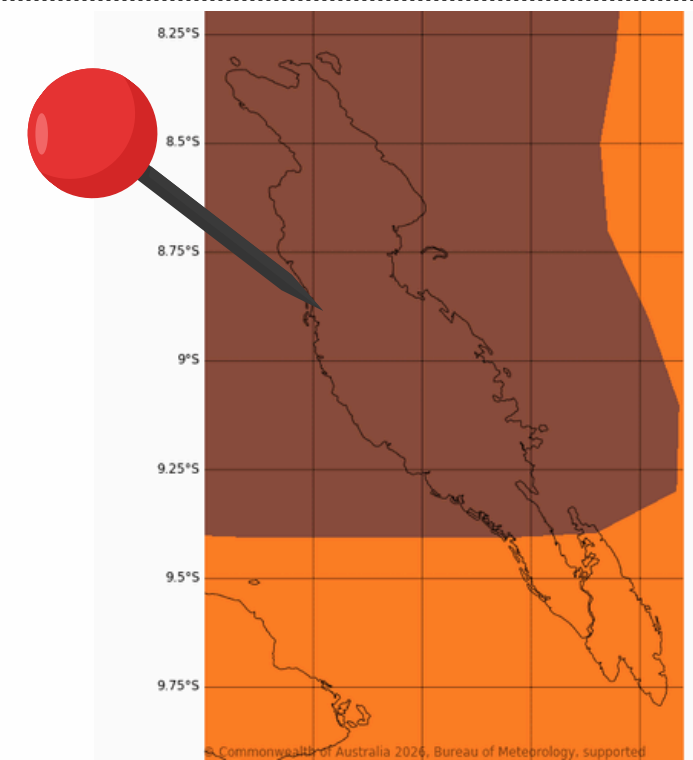 8.25°S
8.5°S
8.75°S
9°S
9.25°S
9.5°S
9.75°S
© Commonwealth of Australia 2026, Bureau of Meteorology, supported